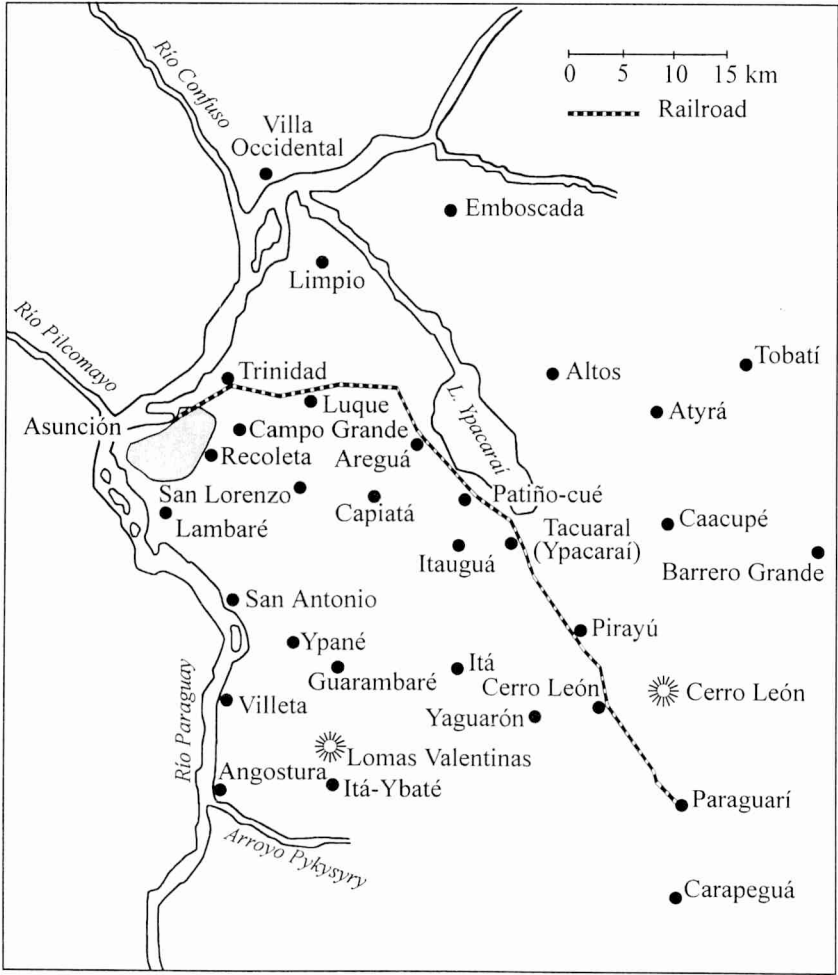 Río Confuso
0 5 10 15 km
Railroad
Villa
Occidental
Emboscada
Limpio
Río Pilcomayo
Trinidad
Altos
Tobatí
Luque
L. Ypacarai
Atyrá
Asunción
Campo Grande
Recoleta
Areguá
San Lorenzo
Capiatá
Patiño-cué
Lambaré
Caacupé
Tacuaral
(Ypacaraí)
Itauguá
Barrero Grande
San Antonio
Pirayú
Ypané
Itá
Guarambaré
Cerro León
Cerro León
Villeta
Yaguarón
Río Paraguay
Lomas Valentinas
Angostura
Itá-Ybaté
Paraguarí
Arroyo Pykysyry
Carapeguá